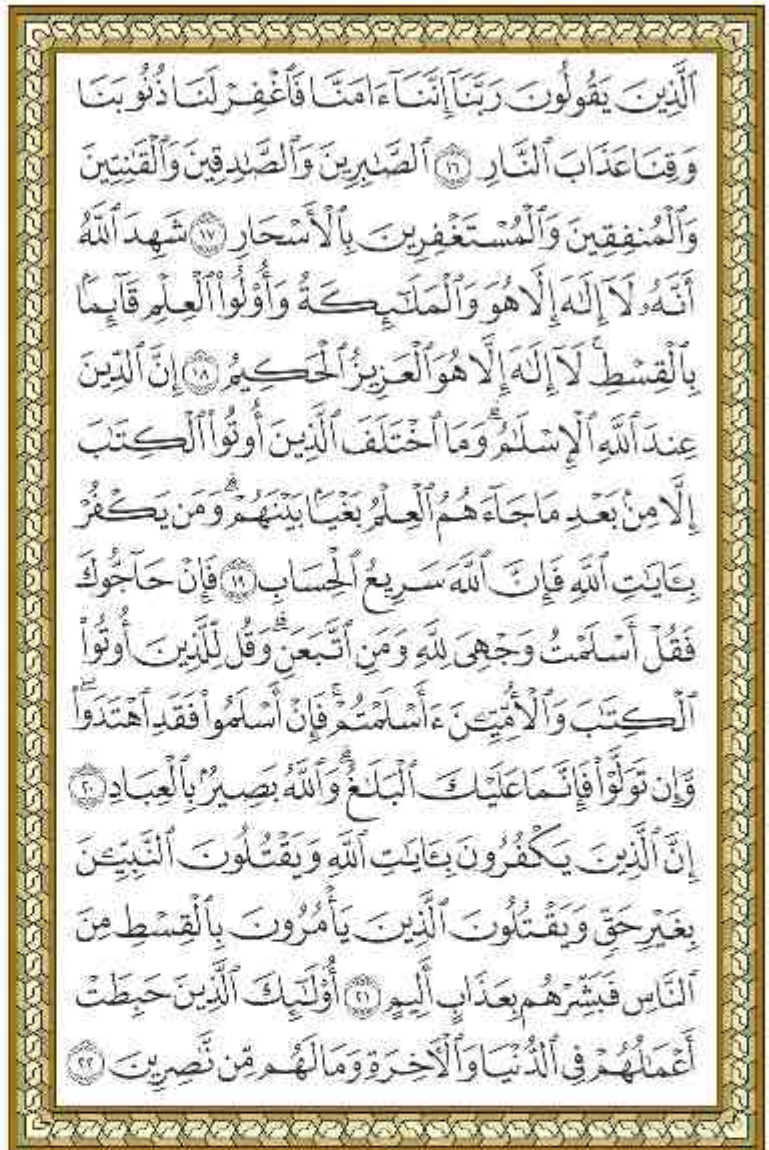 ٱلَّذِينَ يَقُولُونَ رَبَّنَآ إِنَّنَآ ءَامَنَّا فَٱغْفِرْ لَنَا ذُنُوبَنَا
وَقِنَا عَذَابَ ٱلنَّارِ ١٦ ٱلصَّٰبِرِينَ وَٱلصَّٰدِقِينَ وَٱلْقَٰنِتِينَ
وَٱلْمُنفِقِينَ وَٱلْمُسْتَغْفِرِينَ بِٱلْأَسْحَارِ ١٧ شَهِدَ ٱللَّهُ
أَنَّهُۥ لَآ إِلَٰهَ إِلَّا هُوَ وَٱلْمَلَٰٓئِكَةُ وَأُو۟لُوا۟ ٱلْعِلْمِ قَآئِمًۢا
بِٱلْقِسْطِ ۚ لَآ إِلَٰهَ إِلَّا هُوَ ٱلْعَزِيزُ ٱلْحَكِيمُ ١٨ إِنَّ ٱلدِّينَ
عِندَ ٱللَّهِ ٱلْإِسْلَٰمُ ۗ وَمَا ٱخْتَلَفَ ٱلَّذِينَ أُوتُوا۟ ٱلْكِتَٰبَ
إِلَّا مِنۢ بَعْدِ مَا جَآءَهُمُ ٱلْعِلْمُ بَغْيًۢا بَيْنَهُمْ ۗ وَمَن يَكْفُرْ
بِـَٔايَٰتِ ٱللَّهِ فَإِنَّ ٱللَّهَ سَرِيعُ ٱلْحِسَابِ ١٩ فَإِنْ حَآجُّوكَ
فَقُلْ أَسْلَمْتُ وَجْهِىَ لِلَّهِ وَمَنِ ٱتَّبَعَنِ ۗ وَقُل لِّلَّذِينَ أُوتُوا۟
ٱلْكِتَٰبَ وَٱلْأُمِّيِّـۧنَ ءَأَسْلَمْتُمْ ۚ فَإِنْ أَسْلَمُوا۟ فَقَدِ ٱهْتَدَوا۟ ۖ
وَّإِن تَوَلَّوْا۟ فَإِنَّمَا عَلَيْكَ ٱلْبَلَٰغُ ۗ وَٱللَّهُ بَصِيرٌۢ بِٱلْعِبَادِ ٢٠
إِنَّ ٱلَّذِينَ يَكْفُرُونَ بِـَٔايَٰتِ ٱللَّهِ وَيَقْتُلُونَ ٱلنَّبِيِّـۧنَ
بِغَيْرِ حَقٍّ وَيَقْتُلُونَ ٱلَّذِينَ يَأْمُرُونَ بِٱلْقِسْطِ مِنَ
ٱلنَّاسِ فَبَشِّرْهُم بِعَذَابٍ أَلِيمٍ ٢١ أُو۟لَٰٓئِكَ ٱلَّذِينَ حَبِطَتْ
أَعْمَٰلُهُمْ فِى ٱلدُّنْيَا وَٱلْـَٔاخِرَةِ وَمَا لَهُم مِّن نَّٰصِرِينَ ٢٢